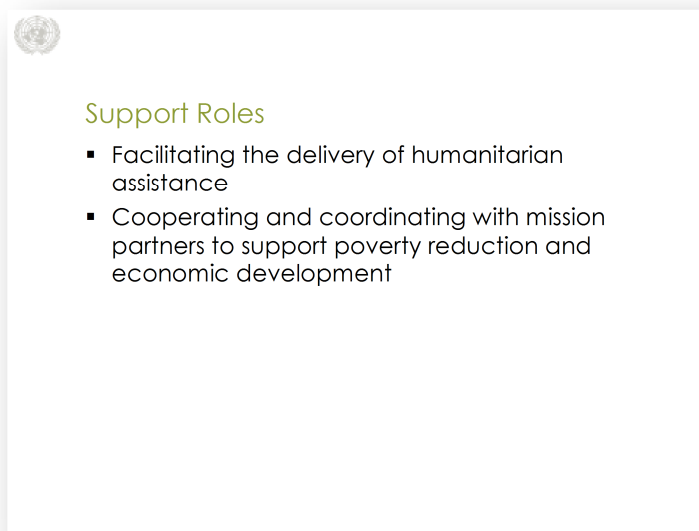 Support Roles
▪ Facilitating the delivery of humanitarian
assistance
▪ Cooperating and coordinating with mission
partners to support poverty reduction and
economic development